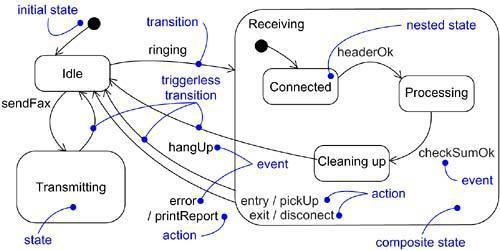 initial state
transition
Receiving
nested state
ringing
headerOk
Idle
triggerless
transition
Connected
Processing
sendFax
hangUp
Cleaning up
checkSumOk
event
event
Transmitting
error
/ printReport
entry / pickUp
exit / disconect
action
state
action
composite state